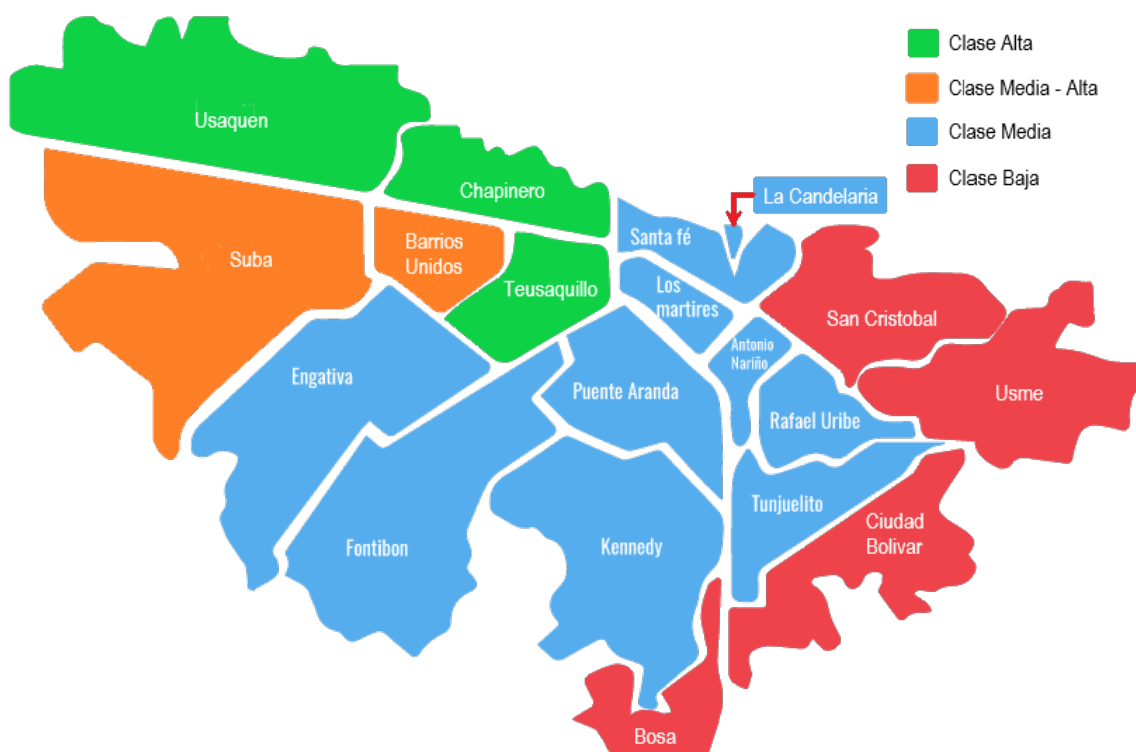 Clase Alta
Clase Media - Alta
Clase Media
Clase Baja
Usaquen
Chapinero
La Candelaria
Santa fé
Barrios
Unidos
Suba
Teusaquillo
Los
martires
San Cristobal
Antonio
Nariño
Engativa
Puente Aranda
Usme
Rafael Uribe
Tunjuelito
Ciudad
Bolivar
Fontibon
Kennedy
Bosa